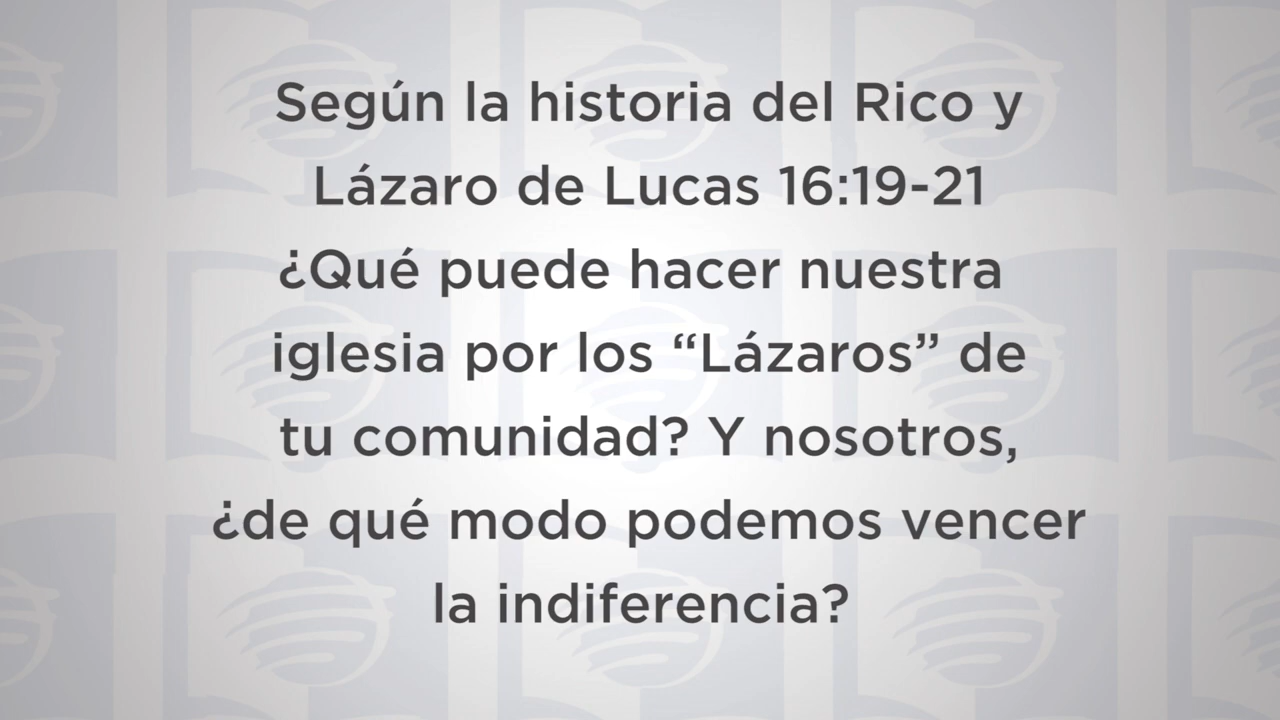 Según la historia del Rico y
Lázaro de Lucas 16:19-21
¿Qué puede hacer nuestra
iglesia por los “Lázaros” de
tu comunidad? Y nosotros,
¿de qué modo podemos vencer
la indiferencia?